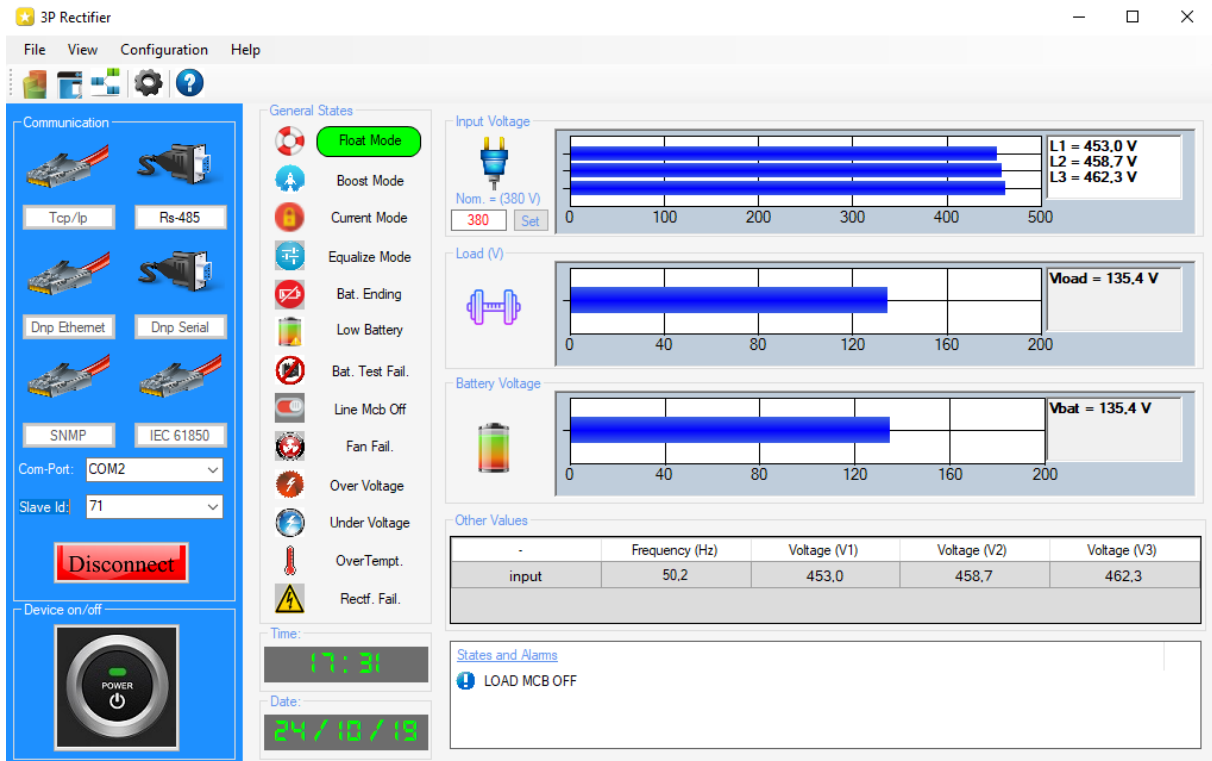 3P Rectifier
File View Configuration Help
Communication
Tcp/Ip Rs-485
Dnp Ethernet Dnp Serial
SNMP IEC 61850
Com-Port: COM2
Slave Id: 71
Disconnect
Device on/off
POWER
General States
Float Mode
Boost Mode
Current Mode
Equalize Mode
Bat. Ending
Low Battery
Bat. Test Fail.
Line Mcb Off
Fan Fail.
Over Voltage
Under Voltage
OverTempt.
Rectf. Fail.
Time:
17:31
Date:
24/10/19
Input Voltage
Nom. = (380 V)
380 Set
0 100 200 300 400 500
L1 = 453,0 V
L2 = 458,7 V
L3 = 462,3 V
Load (V)
0 40 80 120 160 200
Vload = 135,4 V
Battery Voltage
0 40 80 120 160 200
Vbat = 135,4 V
Other Values
- Frequency (Hz) Voltage (V1) Voltage (V2) Voltage (V3)
input 50,2 453,0 458,7 462,3
States and Alarms
LOAD MCB OFF